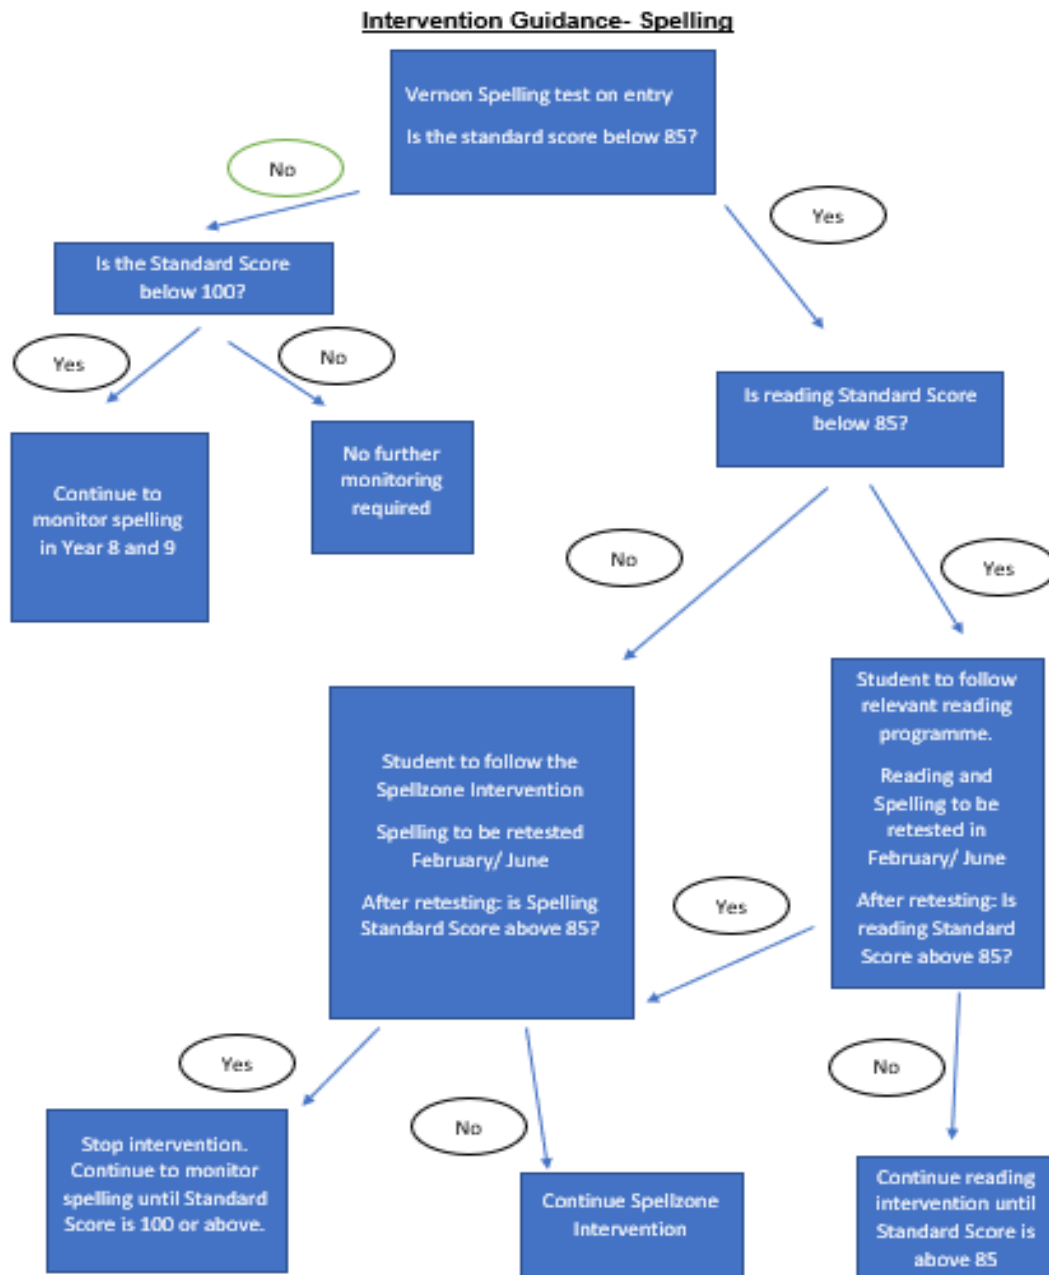 Intervention Guidance- Spelling
Vernon Spelling test on entry
Is the standard score below 85?
No
Yes
Is the Standard Score
below 100?
Yes
No
Is reading Standard Score
below 85?
Continue to
monitor spelling
in Year 8 and 9
No further
monitoring
required
No
Yes
Student to follow the
Spellzone Intervention
Spelling to be retested
February/ June
After retesting: is Spelling
Standard Score above 85?
Student to follow
relevant reading
programme.
Reading and
Spelling to be
retested in
February/ June
After retesting: Is
reading Standard
Score above 85?
Yes
Yes
No
No
Stop intervention.
Continue to monitor
spelling until Standard
Score is 100 or above.
Continue Spellzone
Intervention
Continue reading
intervention until
Standard Score is
above 85